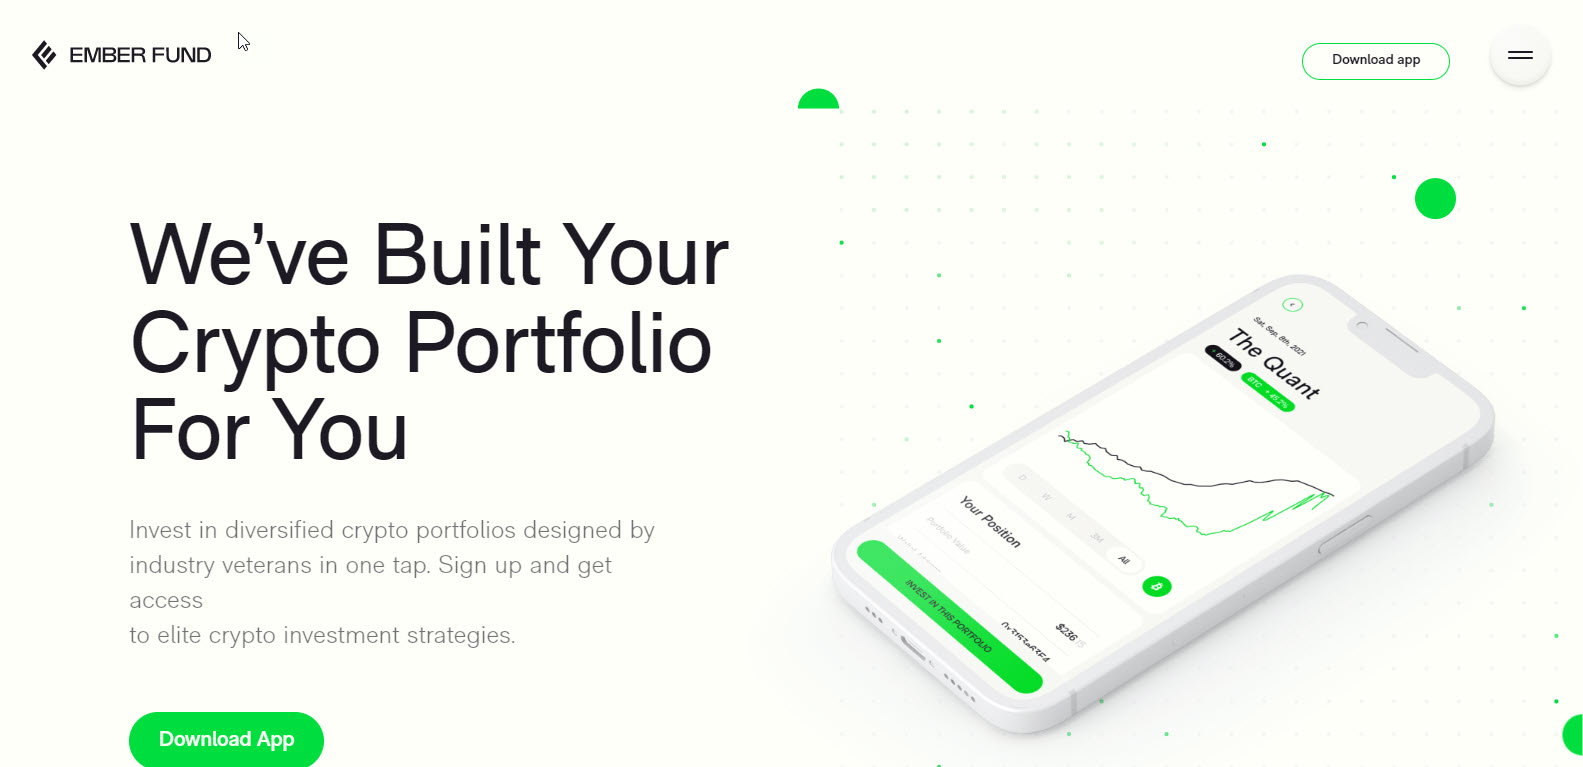 EMBER FUND
Download app
We’ve Built Your
Crypto Portfolio
For You
Invest in diversified crypto portfolios designed by
industry veterans in one tap. Sign up and get
access
to elite crypto investment strategies.
Download App
Sat, Sep, 8th, 2021
The Quant
+ 60.2%
BTC + 45.2%
D
W
M
3M
All
Your Position
Portfolio Value
$236.15
INVEST IN THIS PORTFOLIO